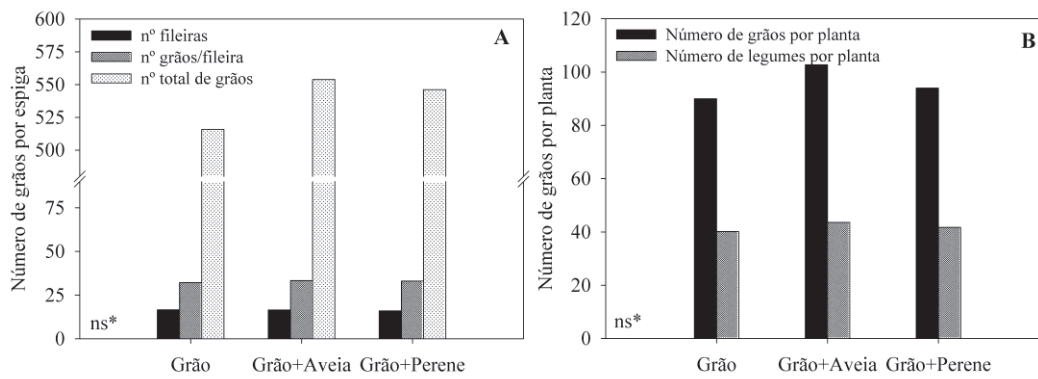 600
575
550
525
500
75
50
25
0
Número de grãos por espiga
nº fileiras
nº grãos/fileira
nº total de grãos
A
ns*
Grão
Grão+Aveia
Grão+Perene
120
100
80
60
40
20
0
Número de grãos por planta
Número de grãos por planta
Número de legumes por planta
B
ns*
Grão
Grão+Aveia
Grão+Perene